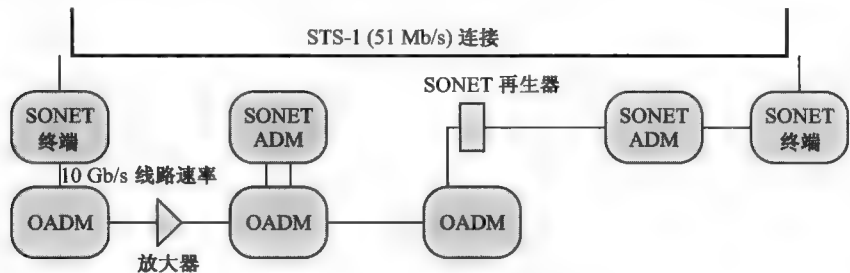 STS-1 (51 Mb/s) 连接
SONET 再生器
SONET
终端
SONET
ADM
SONET
ADM
SONET
终端
10 Gb/s 线路速率
OADM
OADM
OADM
放大器